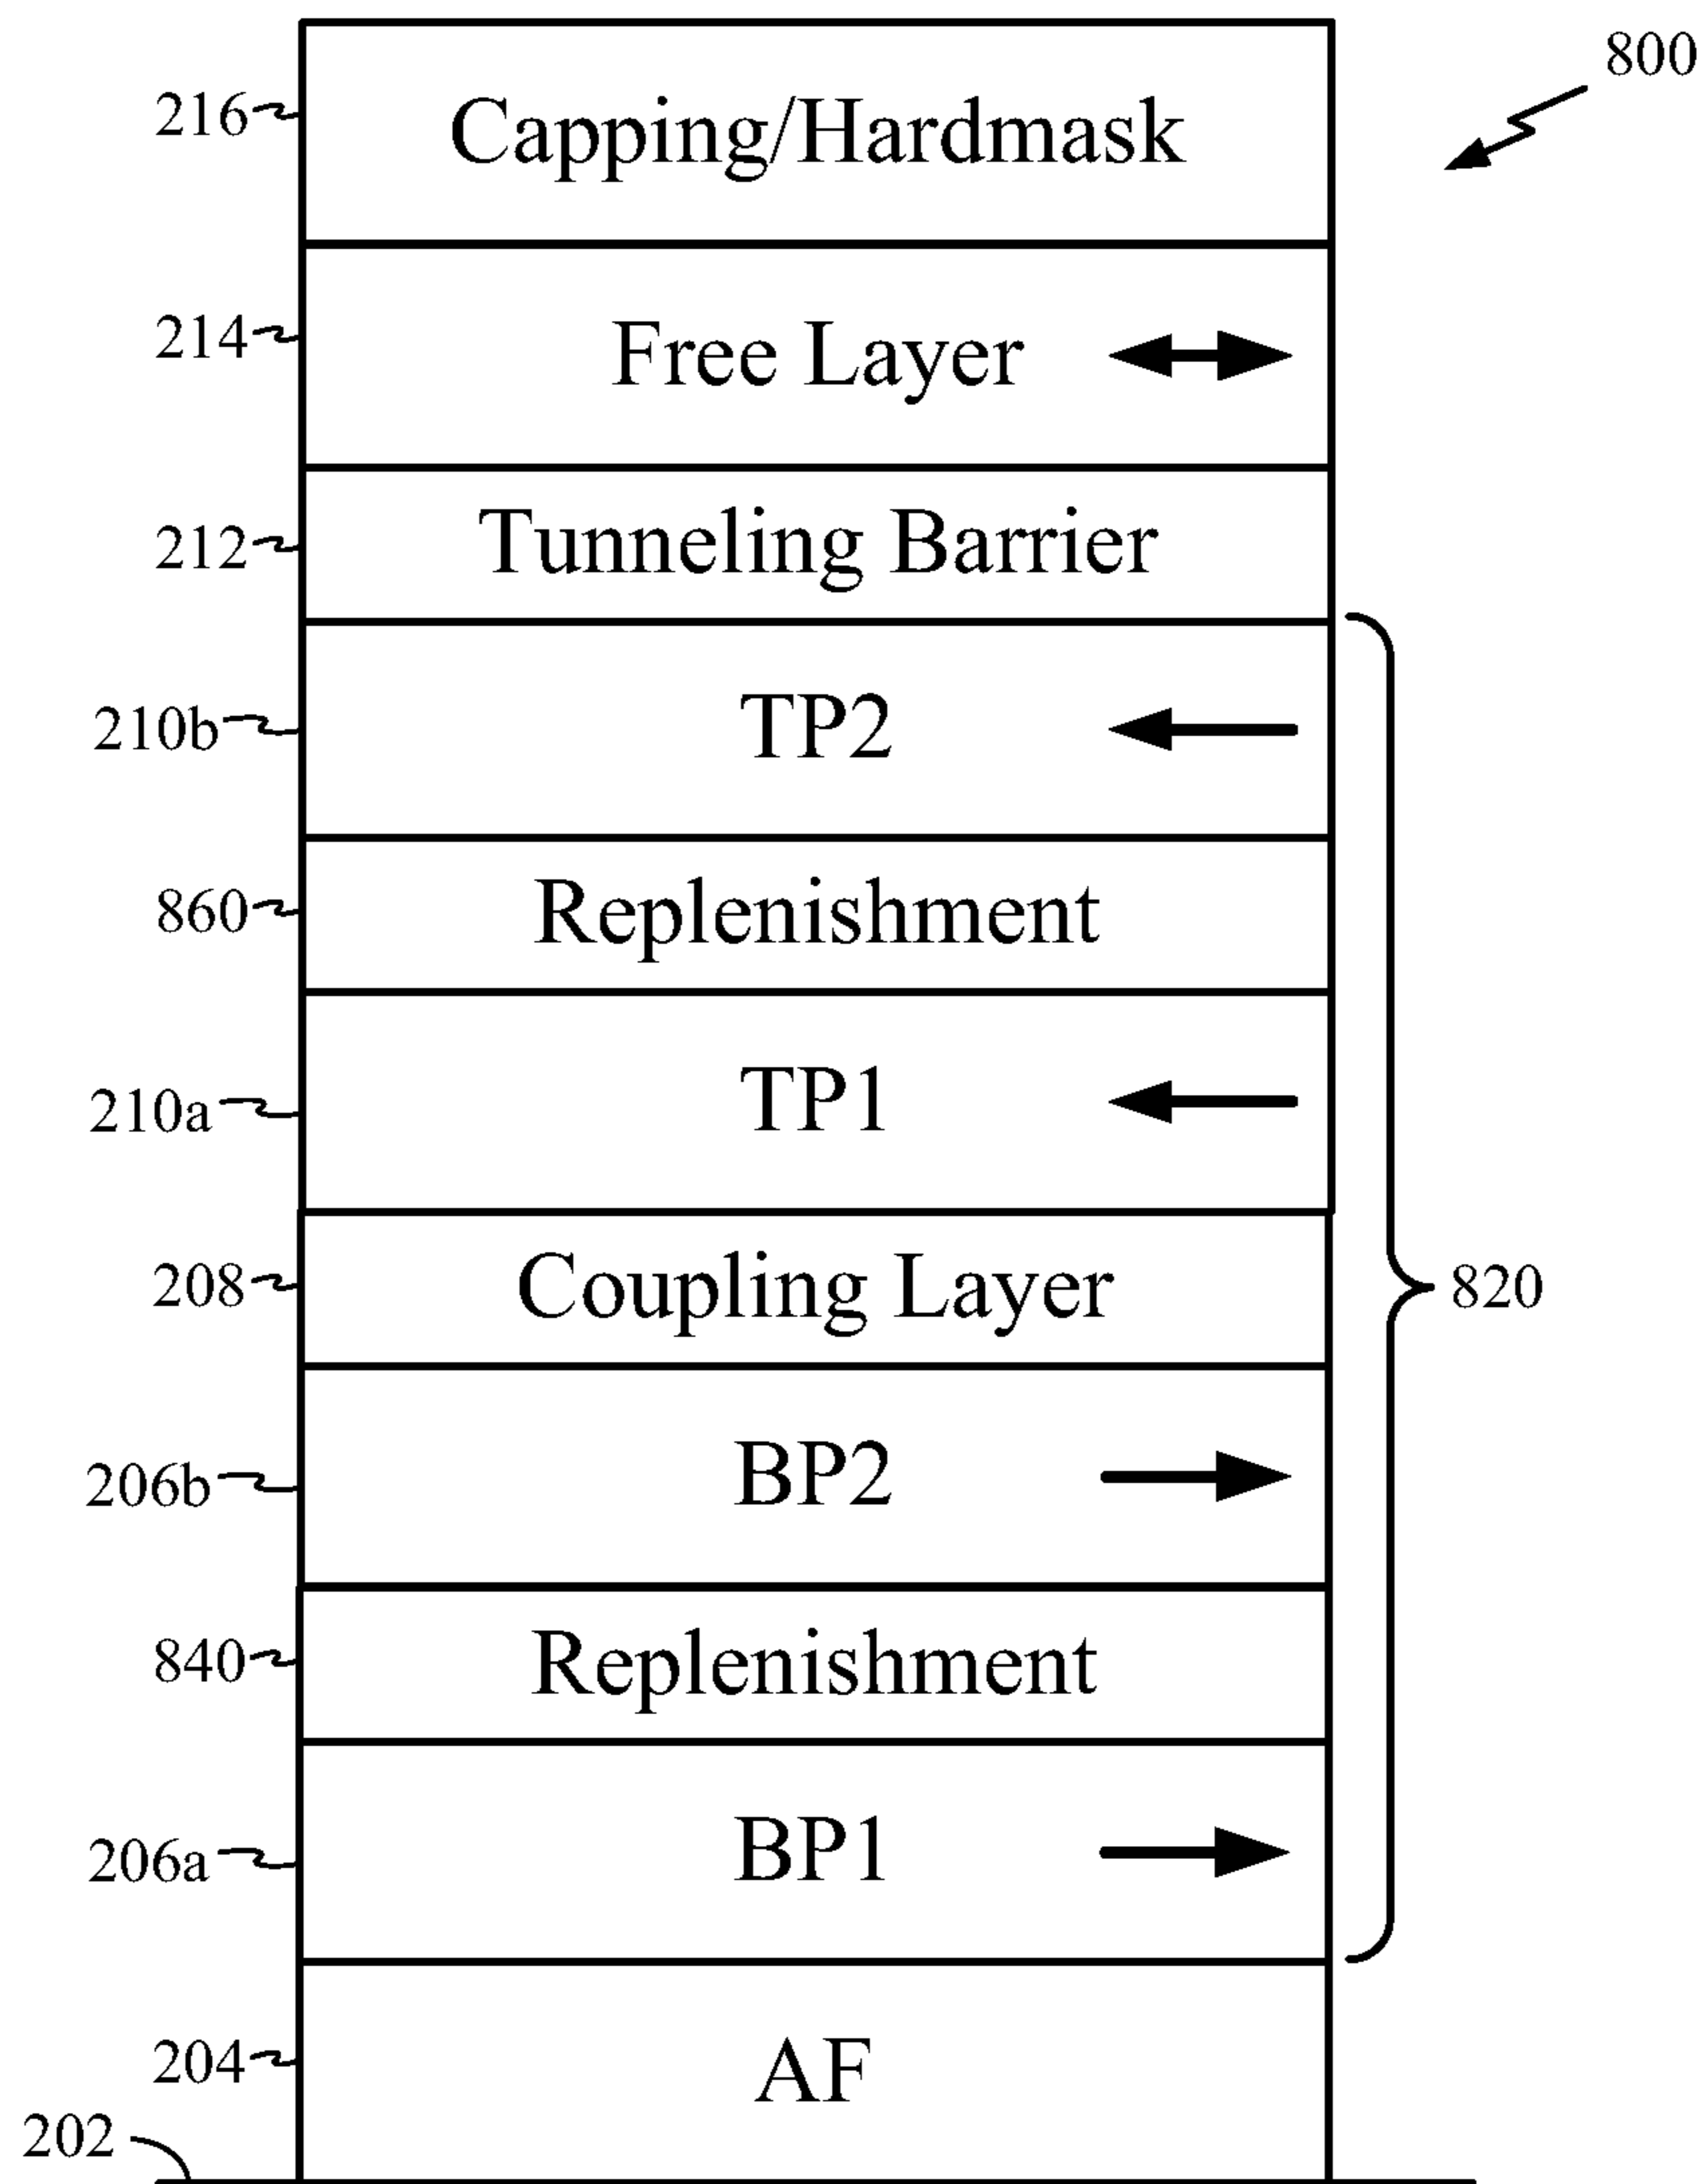 800
216
Capping/Hardmask
214
Free Layer
212
Tunneling Barrier
210b
TP2
860
Replenishment
210a
TP1
208
Coupling Layer
820
206b
BP2
840
Replenishment
206a
BP1
204
AF
202